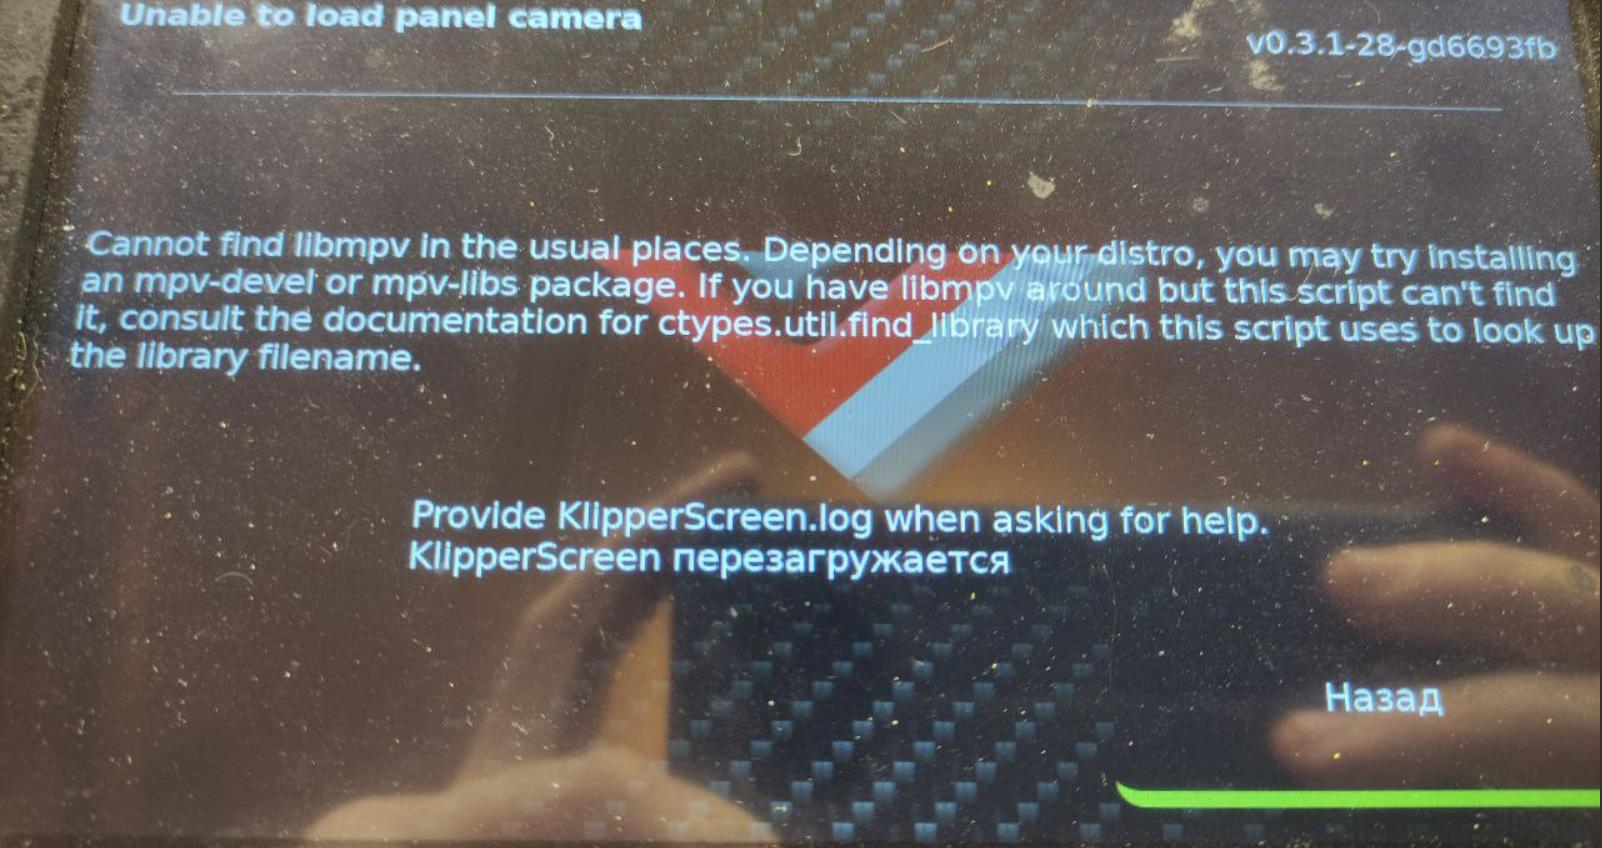 Unable to load panel camera
v0.3.1-28-gd6693fb
Cannot find libmpv in the usual places. Depending on your distro, you may try installing
an mpv-devel or mpv-libs package. If you have libmpv around but this script can't find
it, consult the documentation for ctypes.util.find_library which this script uses to look up
the library filename.
Provide KlipperScreen.log when asking for help.
KlipperScreen перезагружается
Назад